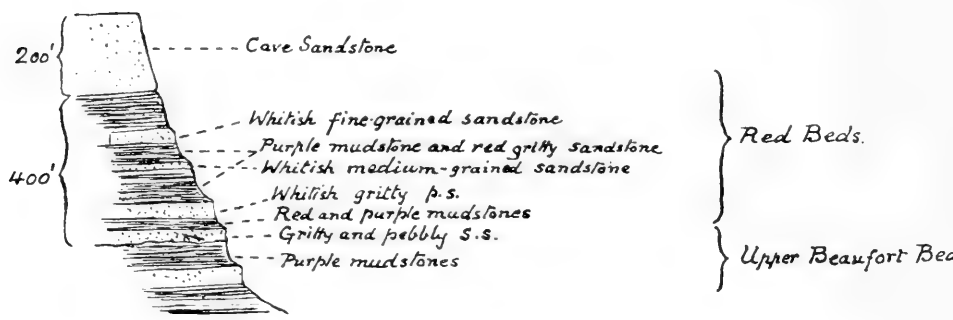 200'
Cave Sandstone
Whitish fine-grained sandstone
Purple mudstone and red gritty sandstone
Whitish medium-grained sandstone
400'
Whitish gritty p.s.
Red and purple mudstones
Gritty and pebbly s.s.
Purple mudstones
Red Beds.
Upper Beaufort Bed